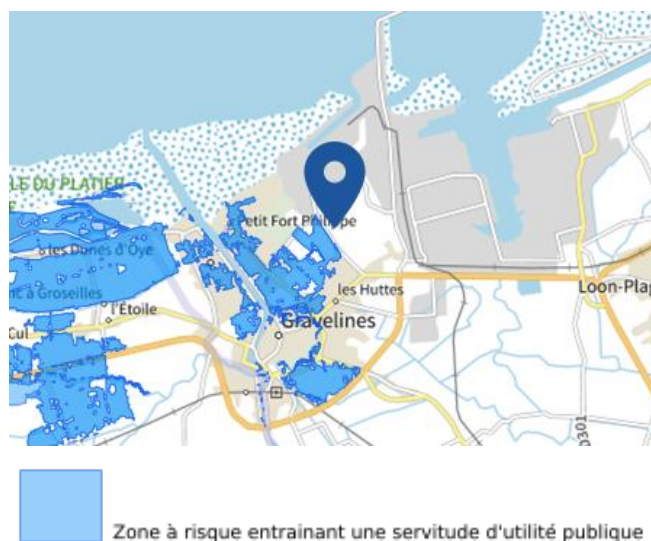 LE DU PLATIER
Petit Fort Philippe
les Dunes d'Oye
à Groseilles
l'Étoile
les Huttes
Loon-Plag
Gravelines
Cul
D301
Zone à risque entrainant une servitude d'utilité publique